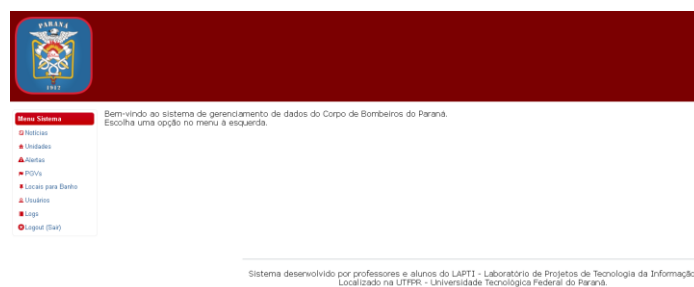 PARANÁ
1912
Menu Sistema
Bem-vindo ao sistema de gerenciamento de dados do Corpo de Bombeiros do Paraná.
Escolha uma opção no menu à esquerda.
Notícias
Unidades
Alertas
PGVs
Locais para Banho
Usuários
Logs
Logout (Sair)
Sistema desenvolvido por professores e alunos do LAPTI - Laboratório de Projetos de Tecnologia da Informação
Localizado na UTFPR - Universidade Tecnológica Federal do Paraná.